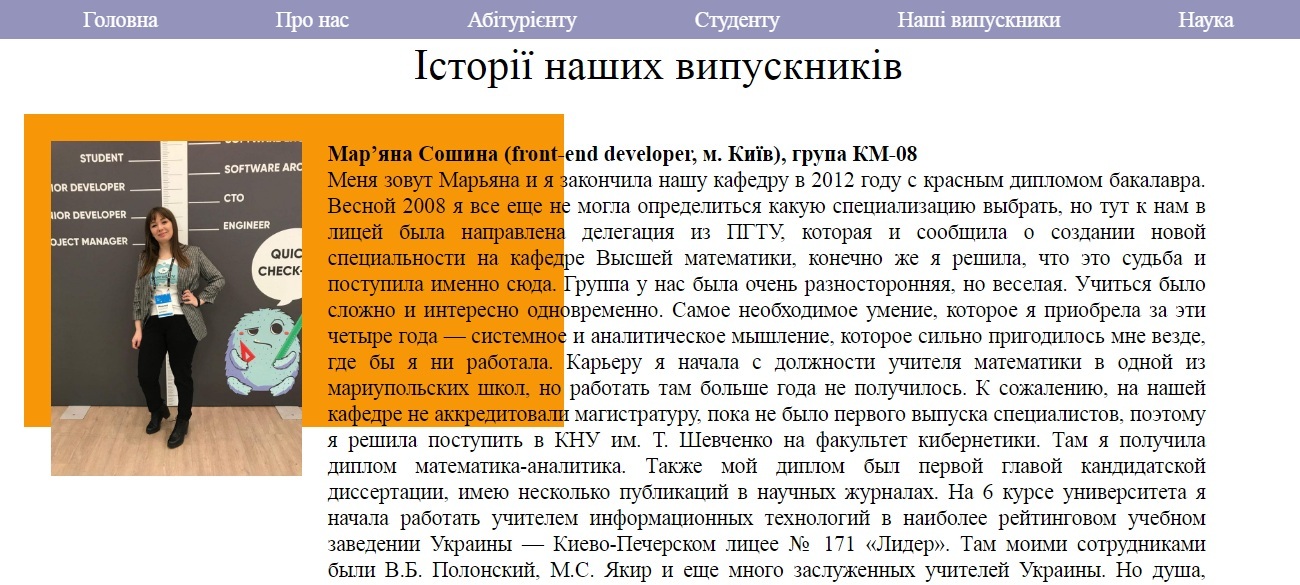 Головна Про нас Абітурієнту Студенту Наші випускники Наука
Історії наших випускників
STUDENT
SOFTWARE ARC
DEVELOPER
CTO
DEVELOPER
ENGINEER
MANAGER
QUIC
CHECK-
Мар’яна Сошина (front-end developer, м. Київ), група КМ-08
Меня зовут Марьяна и я закончила нашу кафедру в 2012 году с красным дипломом бакалавра.
Весной 2008 я все еще не могла определиться какую специализацию выбрать, но тут к нам в
лицей была направлена делегация из ПГТУ, которая и сообщила о создании новой
специальности на кафедре Высшей математики, конечно же я решила, что это судьба и
поступила именно сюда. Группа у нас была очень разносторонняя, но веселая. Учиться было
сложно и интересно одновременно. Самое необходимое умение, которое я приобрела за эти
четыре года — системное и аналитическое мышление, которое сильно пригодилось мне везде,
где бы я ни работала. Карьеру я начала с должности учителя математики в одной из
мариупольских школ, но работать там больше года не получилось. К сожалению, на нашей
кафедре не аккредитовали магистратуру, пока не было первого выпуска специалистов, поэтому
я решила поступить в КНУ им. Т. Шевченко на факультет кибернетики. Там я получила
диплом математика-аналитика. Также мой диплом был первой главой кандидатской
диссертации, имею несколько публикаций в научных журналах. На 6 курсе университета я
начала работать учителем информационных технологий в наиболее рейтинговом учебном
заведении Украины — Киево-Печерском лицее № 171 «Лидер». Там моими сотрудниками
были В.Б. Полонский, М.С. Якир и еще много заслуженных учителей Украины. Но душа,